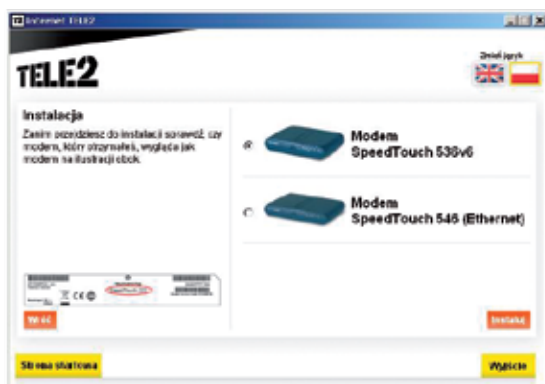 Internet TELE2
Zmień język
TELE2
Instalacja
Zanim przejdziesz do instalacji sprawdź, czy
modem, który otrzymałeś, wygląda jak
modem na ilustracji obok.
Modem
SpeedTouch 536v6
Modem
SpeedTouch 546 (Ethernet)
Wróć
Instaluj
Strona startowa
Wyjście